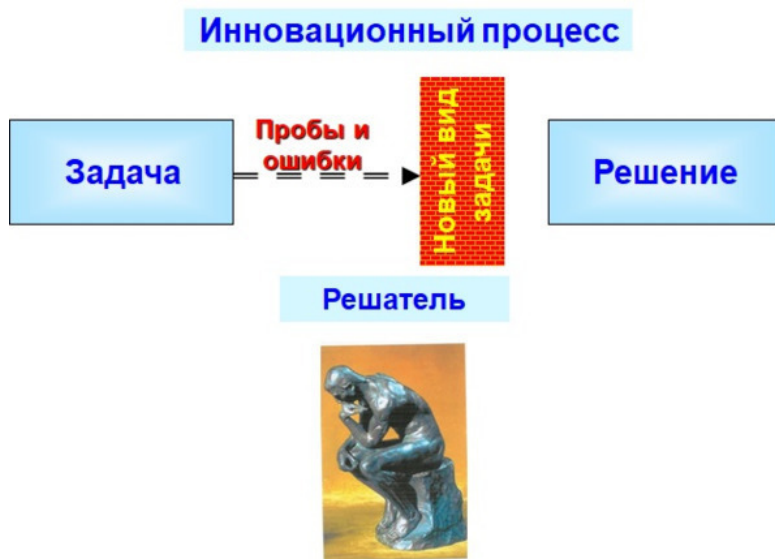 Инновационный процесс
Задача
Пробы и
ошибки
Новый вид
задачи
Решение
Решатель